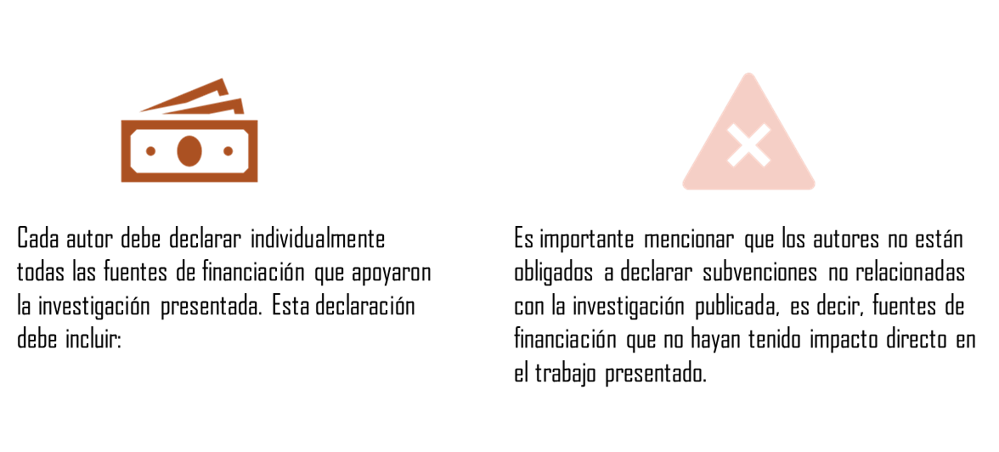 Cada autor debe declarar individualmente
todas las fuentes de financiación que apoyaron
la investigación presentada. Esta declaración
debe incluir:
Es importante mencionar que los autores no están
obligados a declarar subvenciones no relacionadas
con la investigación publicada, es decir, fuentes de
financiación que no hayan tenido impacto directo en
el trabajo presentado.